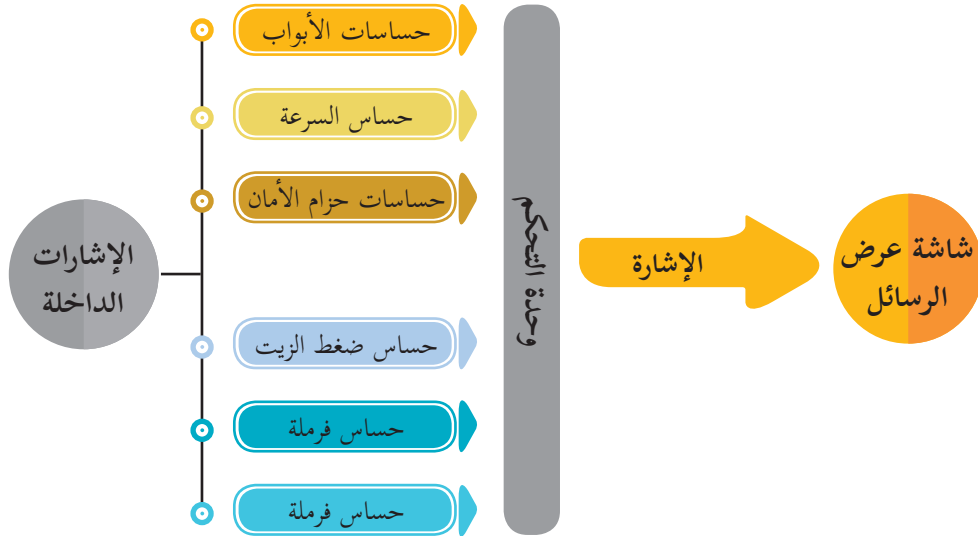 حساسات الأبواب
حساس السرعة
حساسات حزام الأمان
الإشارات
الداخلة
حساس ضغط الزيت
حساس فرملة
حساس فرملة
وحدة التحكم
الإشارة
شاشة عرض
الرسائل